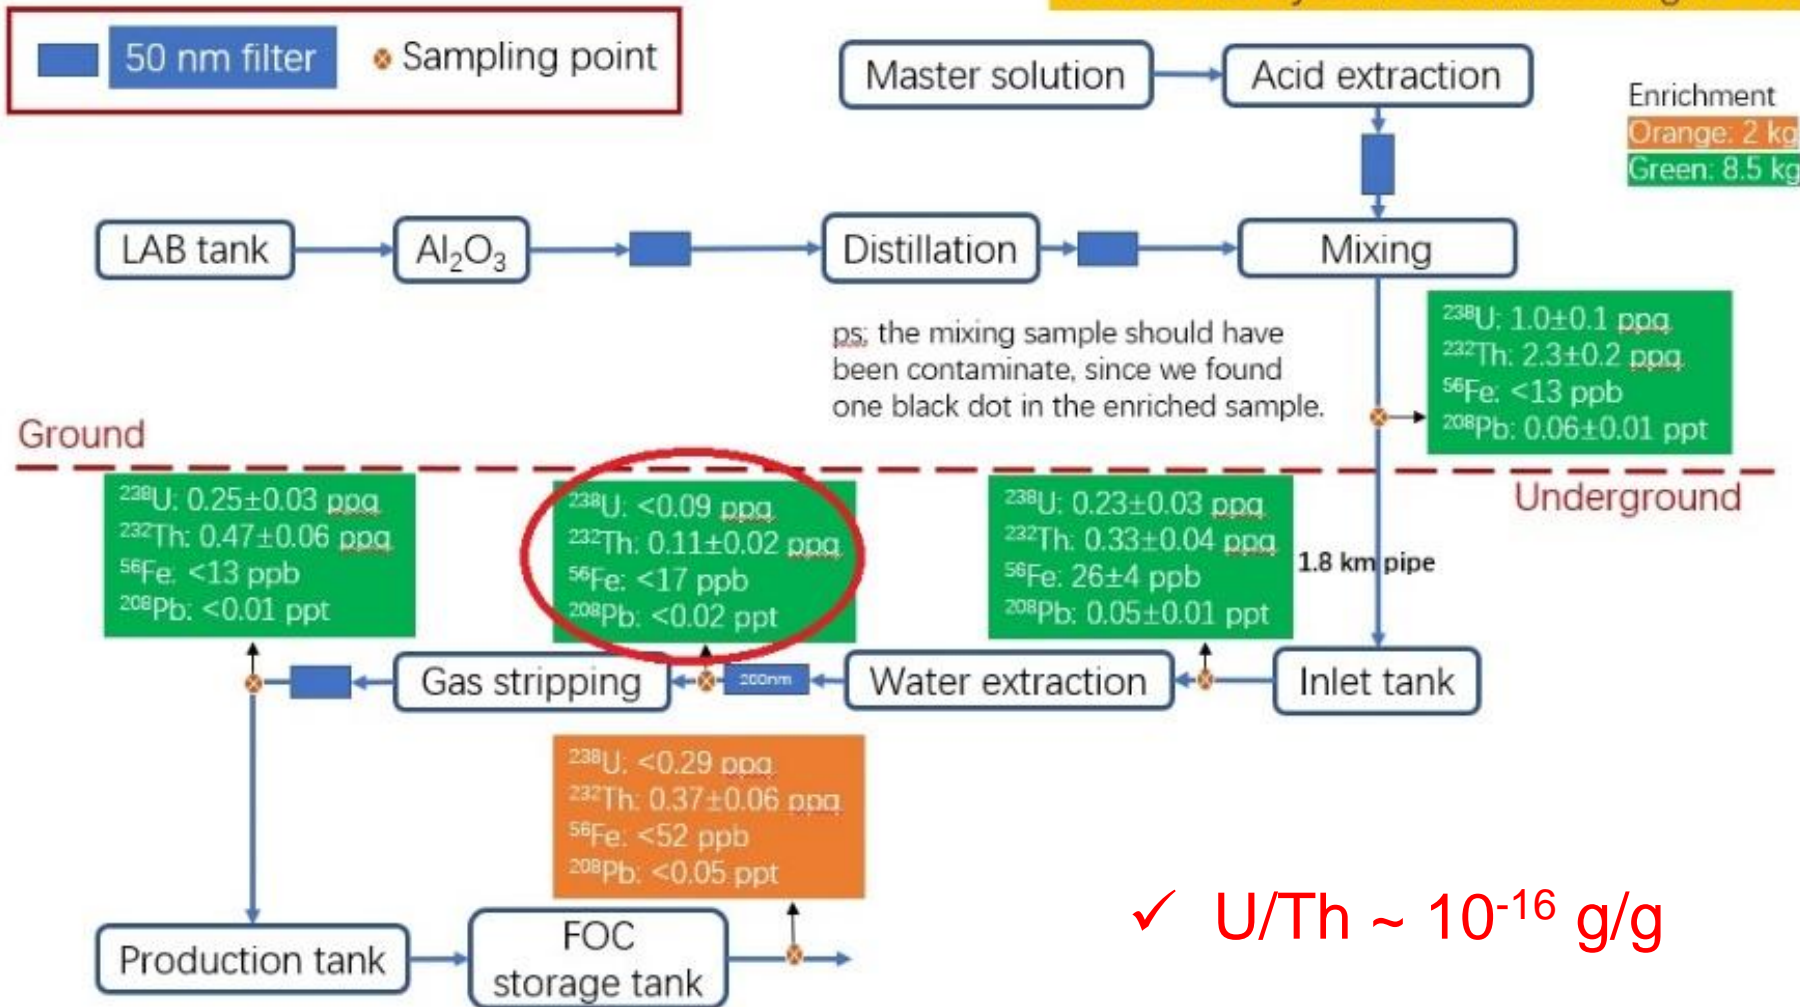 50 nm filter
Sampling point
Master solution
Acid extraction
Enrichment
Orange: 2 kg
Green: 8.5 kg
LAB tank
Al₂O₃
Distillation
Mixing
ps: the mixing sample should have
been contaminate, since we found
one black dot in the enriched sample.
²³⁸U: 1.0±0.1 ppq
²³²Th: 2.3±0.2 ppq
⁵⁶Fe: <13 ppb
²⁰⁸Pb: 0.06±0.01 ppt
Ground
Underground
²³⁸U: 0.25±0.03 ppq
²³²Th: 0.47±0.06 ppq
⁵⁶Fe: <13 ppb
²⁰⁸Pb: <0.01 ppt
²³⁸U: <0.09 ppq
²³²Th: 0.11±0.02 ppq
⁵⁶Fe: <17 ppb
²⁰⁸Pb: <0.02 ppt
²³⁸U: 0.23±0.03 ppq
²³²Th: 0.33±0.04 ppq
⁵⁶Fe: 26±4 ppb
²⁰⁸Pb: 0.05±0.01 ppt
1.8 km pipe
Gas stripping
200nm
Water extraction
Inlet tank
²³⁸U: <0.29 ppq
²³²Th: 0.37±0.06 ppq
⁵⁶Fe: <52 ppb
²⁰⁸Pb: <0.05 ppt
Production tank
FOC
storage tank
✓ U/Th ~ 10⁻¹⁶ g/g